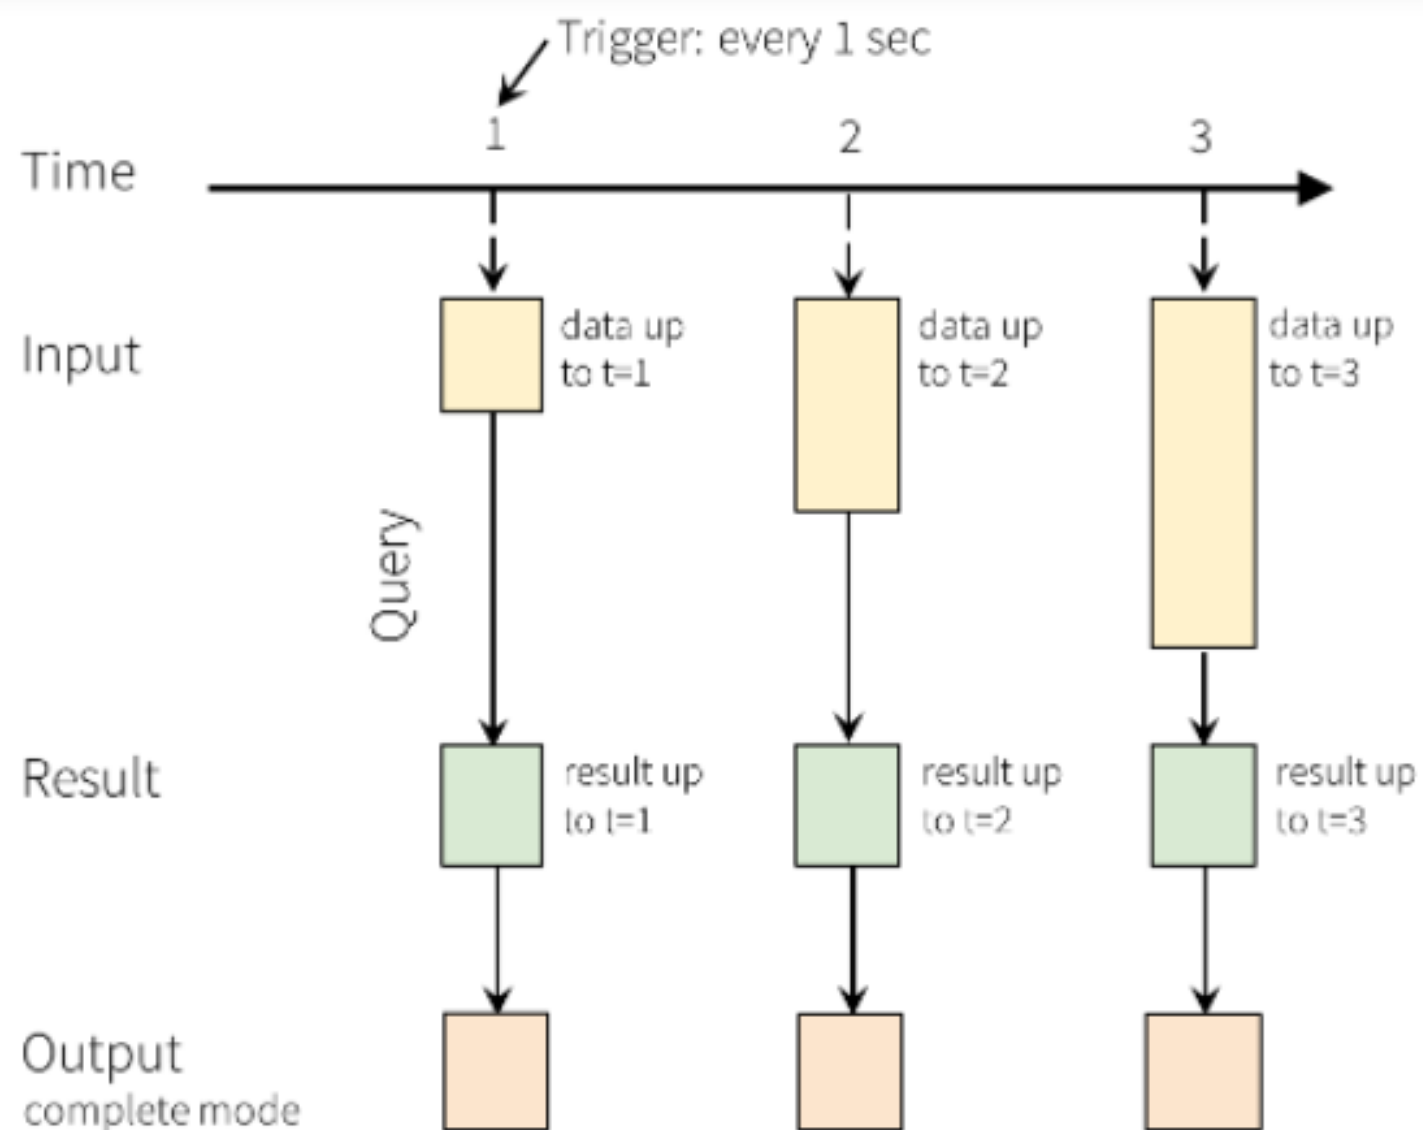 Trigger: every 1 sec
1 2 3
Time
Input
data up
to t=1
data up
to t=2
data up
to t=3
Query
Result
result up
to t=1
result up
to t=2
result up
to t=3
Output
complete mode